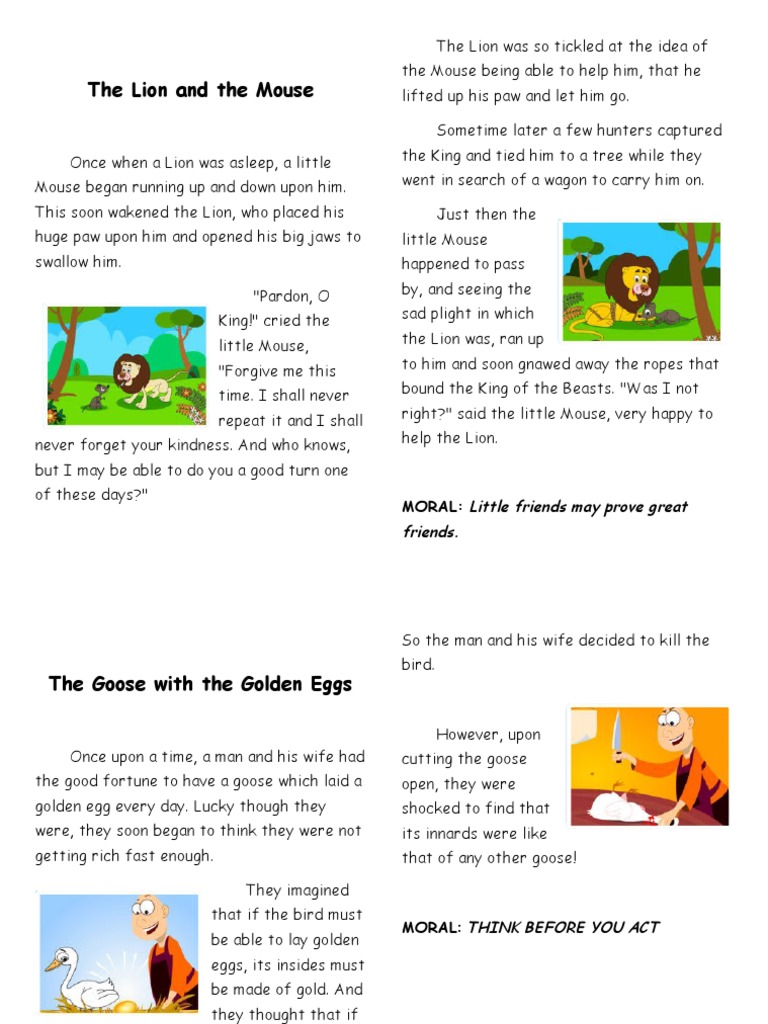 The Lion and the Mouse
Once when a Lion was asleep, a little
Mouse began running up and down upon him.
This soon wakened the Lion, who placed his
huge paw upon him and opened his big jaws to
swallow him.
"Pardon, O
King!" cried the
little Mouse,
"Forgive me this
time. I shall never
repeat it and I shall
never forget your kindness. And who knows,
but I may be able to do you a good turn one
of these days?"
The Lion was so tickled at the idea of
the Mouse being able to help him, that he
lifted up his paw and let him go.
Sometime later a few hunters captured
the King and tied him to a tree while they
went in search of a wagon to carry him on.
Just then the
little Mouse
happened to pass
by, and seeing the
sad plight in which
the Lion was, ran up
to him and soon gnawed away the ropes that
bound the King of the Beasts. "Was I not
right?" said the little Mouse, very happy to
help the Lion.
MORAL: Little friends may prove great
friends.
The Goose with the Golden Eggs
Once upon a time, a man and his wife had
the good fortune to have a goose which laid a
golden egg every day. Lucky though they
were, they soon began to think they were not
getting rich fast enough.
They imagined
that if the bird must
be able to lay golden
eggs, its insides must
be made of gold. And
they thought that if
So the man and his wife decided to kill the
bird.
However, upon
cutting the goose
open, they were
shocked to find that
its innards were like
that of any other goose!
MORAL: THINK BEFORE YOU ACT